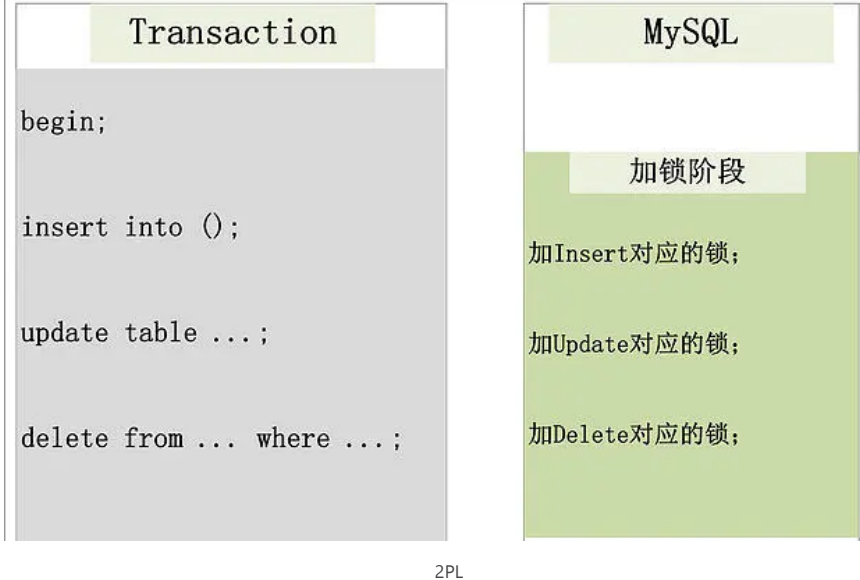 Transaction
begin;
insert into ();
update table ...;
delete from ... where ...;
MySQL
加锁阶段
加Insert对应的锁;
加Update对应的锁;
加Delete对应的锁;
2PL